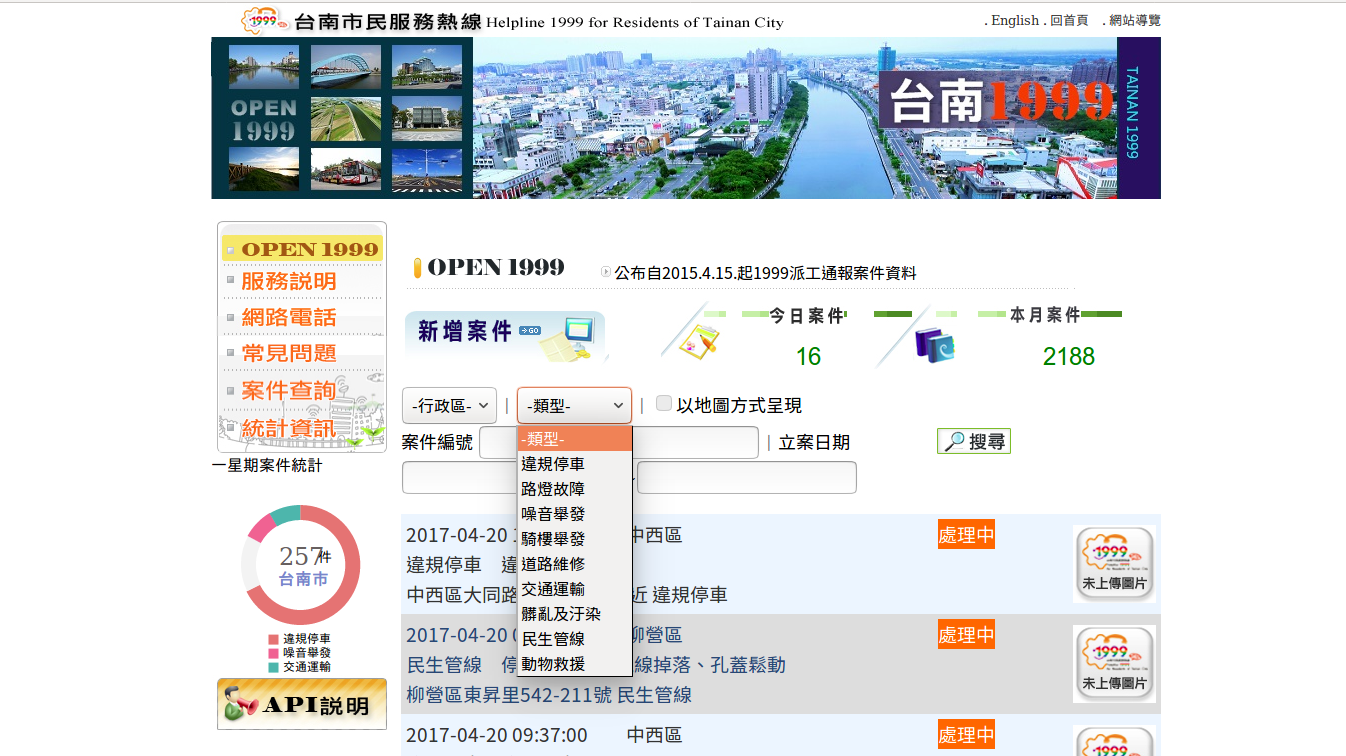 1999 台南市民服務熱線 Helpline 1999 for Residents of Tainan City
. English . 回首頁 . 網站導覽
OPEN
1999
台南1999
TAINAN 1999
OPEN 1999
服務説明
網路電話
常見問題
案件查詢
統計資訊
一星期案件統計
257件
台南市
違規停車
噪音舉發
交通運輸
API説明
OPEN 1999
公布自2015.4.15.起1999派工通報案件資料
新增案件 GO
今日案件
16
本月案件
2188
-行政區- | -類型- | 以地圖方式呈現
案件編號 | 立案日期
搜尋
-類型-
違規停車
路燈故障
噪音舉發
騎樓舉發
道路維修
交通運輸
髒亂及汙染
民生管線
動物救援
2017-04-20 中西區 處理中
違規停車
中西區大同路 近 違規停車
1999
未上傳圖片
2017-04-20 柳營區 處理中
民生管線 線掉落、孔蓋鬆動
柳營區東昇里542-211號 民生管線
1999
未上傳圖片
2017-04-20 09:37:00 中西區 處理中
1999